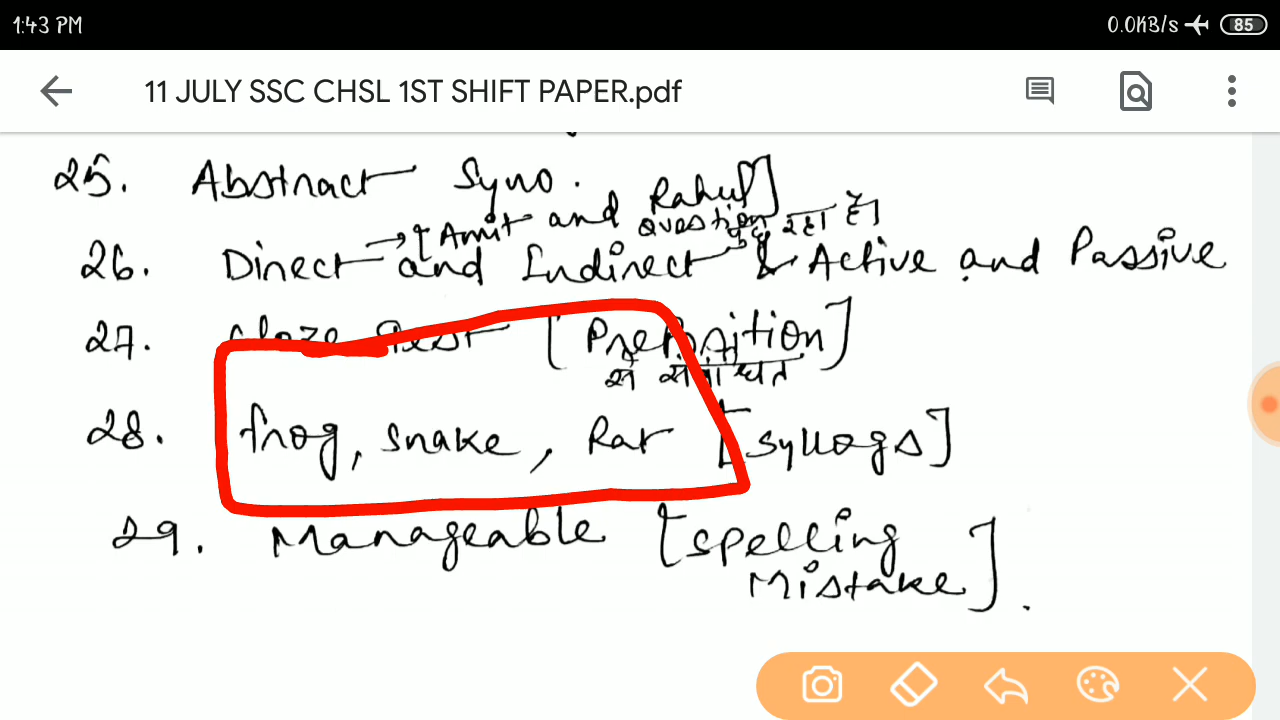 1:43 PM 0.0KB/s 85
11 JULY SSC CHSL 1ST SHIFT PAPER.pdf
25. Abstract Syno.
[Amit and Rahul]
question रहा है।
26. Direct and Indirect & Active and Passive
27. Cloze Test [Preposition]
से संबंधित
28. frog, snake, Rat [syllogs]
29. Manageable [spelling
Mistake].